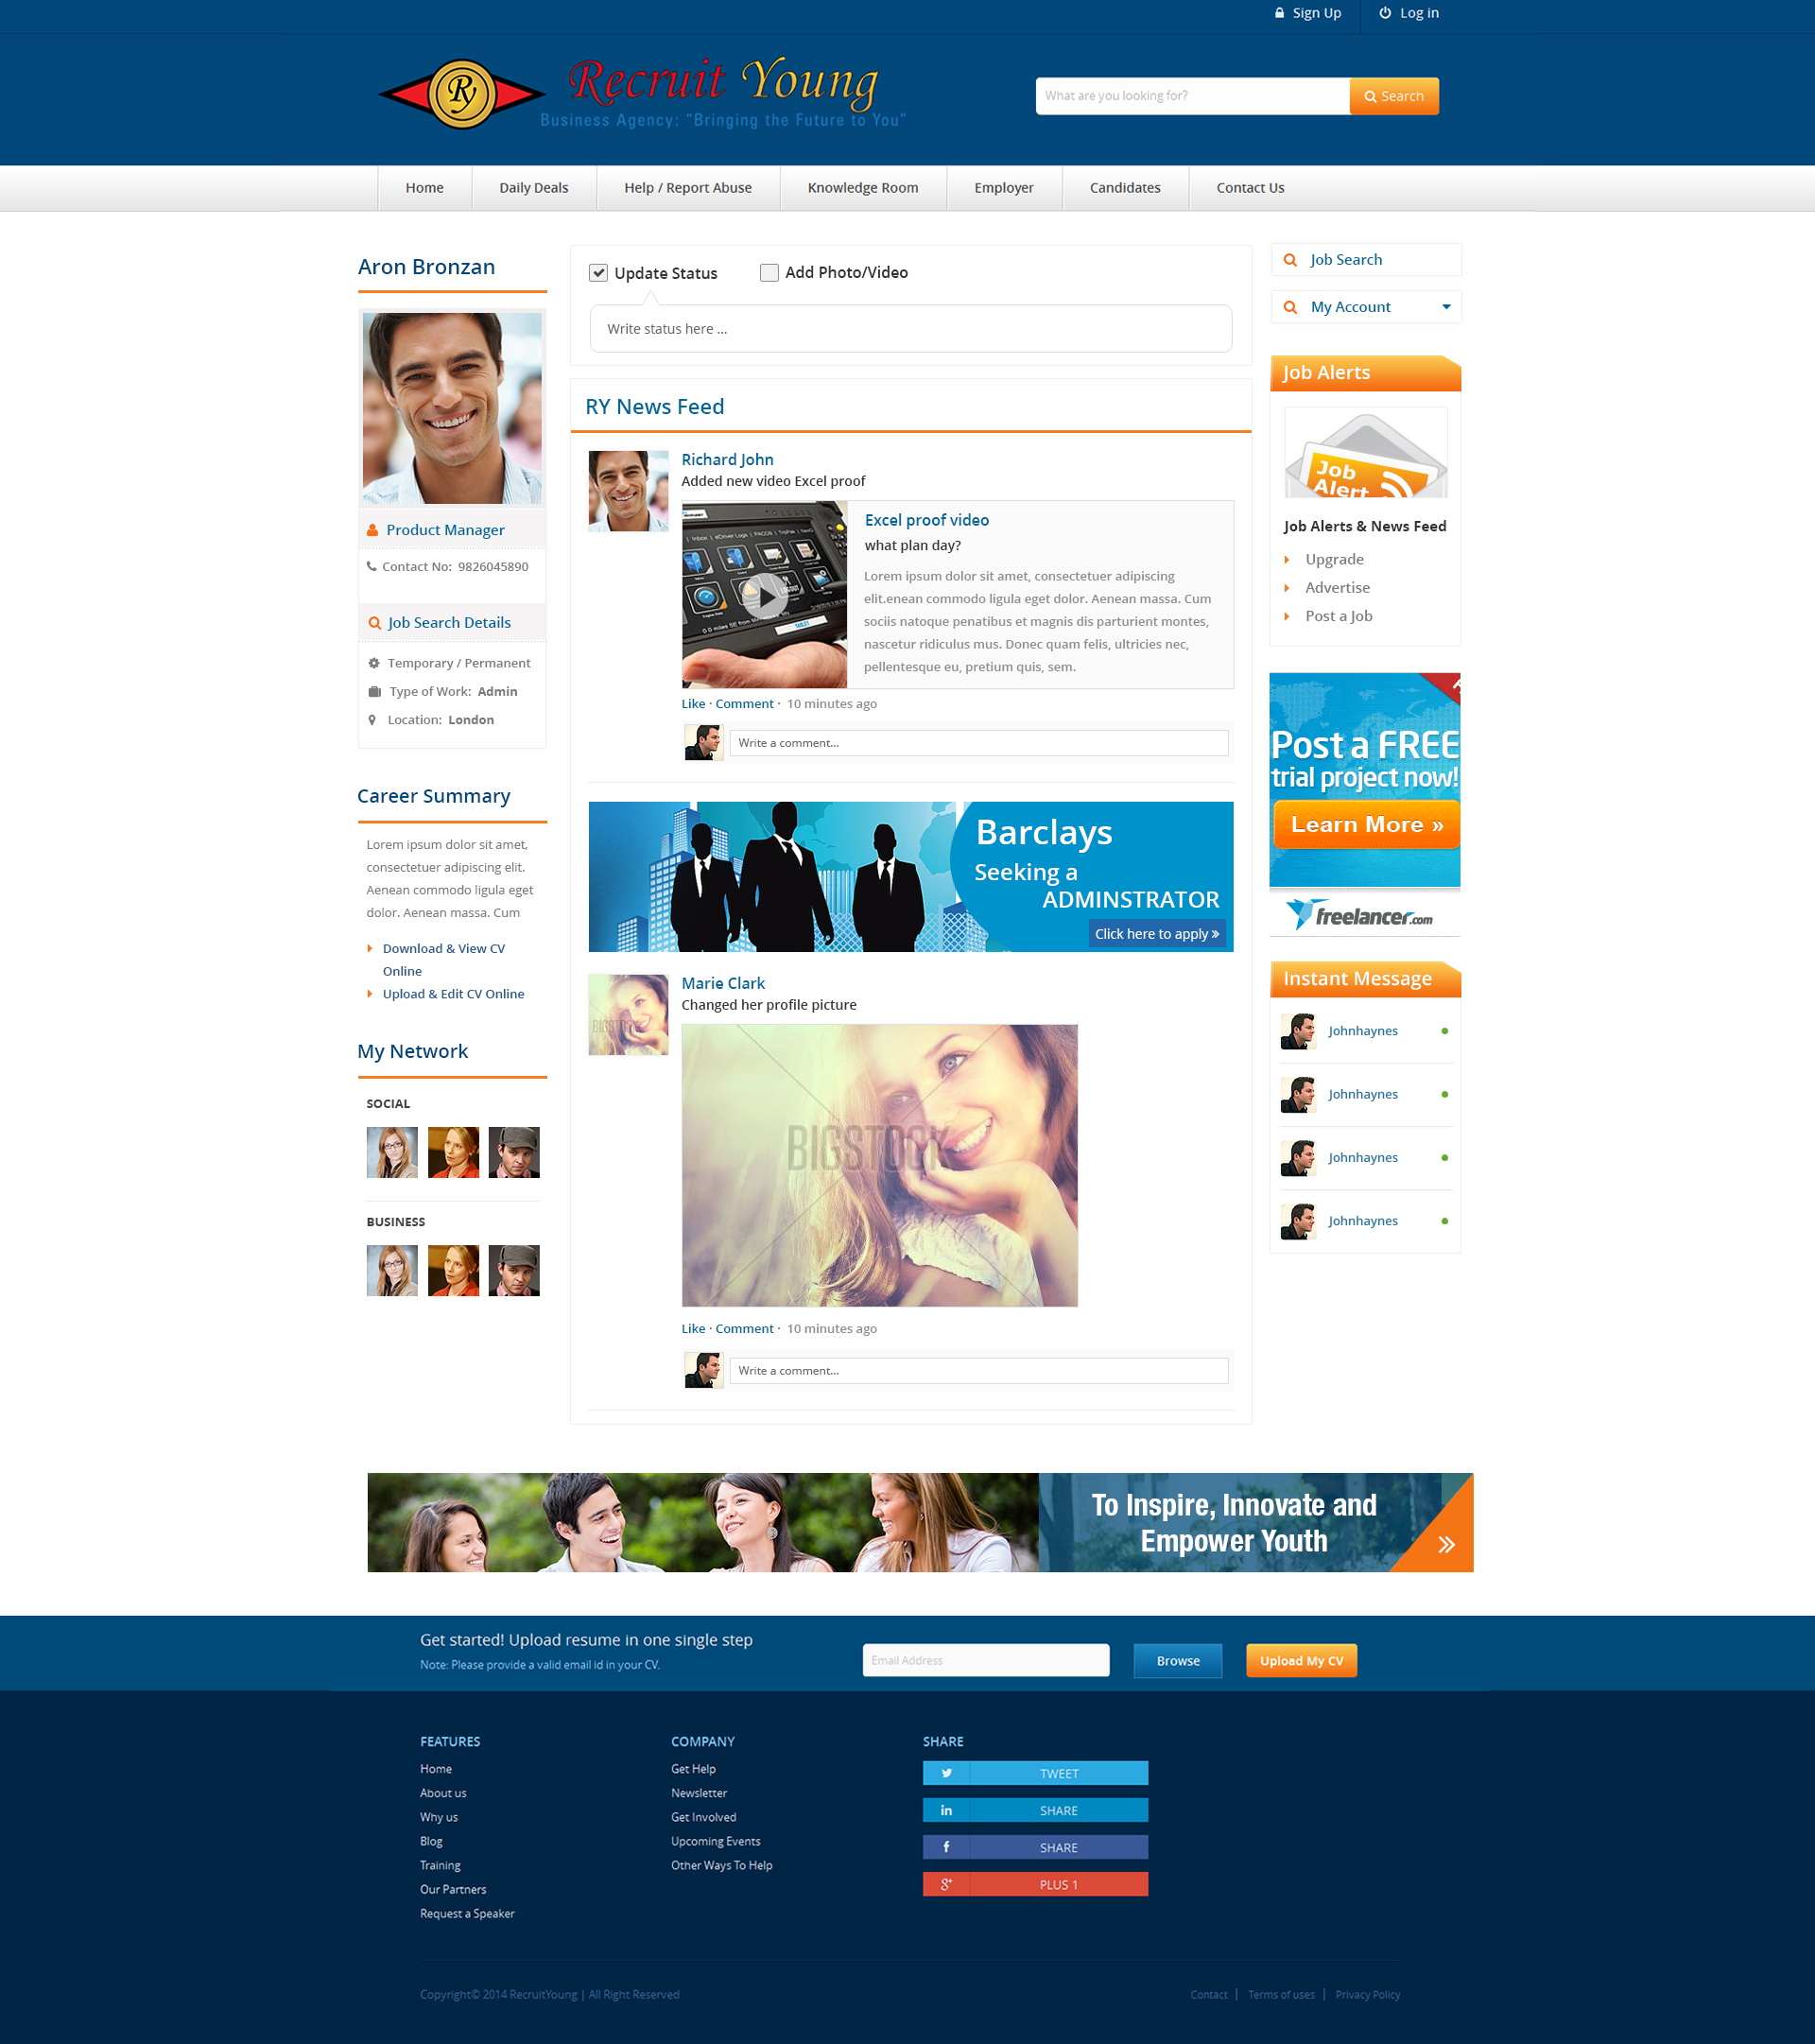 Sign Up
Log in
Ry
Recruit Young
Business Agency: “Bringing the Future to You”
What are you looking for?
Search
Home
Daily Deals
Help / Report Abuse
Knowledge Room
Employer
Candidates
Contact Us
Aron Bronzan
Product Manager
Contact No: 9826045890
Job Search Details
Temporary / Permanent
Type of Work: Admin
Location: London
Career Summary
Lorem ipsum dolor sit amet,
consectetuer adipiscing elit.
Aenean commodo ligula eget
dolor. Aenean massa. Cum
Download & View CV
Online
Upload & Edit CV Online
My Network
SOCIAL
BUSINESS
Update Status
Add Photo/Video
Write status here ...
RY News Feed
Richard John
Added new video Excel proof
Excel proof video
what plan day?
Lorem ipsum dolor sit amet, consectetuer adipiscing
elit.enean commodo ligula eget dolor. Aenean massa. Cum
sociis natoque penatibus et magnis dis parturient montes,
nascetur ridiculus mus. Donec quam felis, ultricies nec,
pellentesque eu, pretium quis, sem.
Like · Comment · 10 minutes ago
Write a comment...
Barclays
Seeking a
ADMINSTRATOR
Click here to apply »
Marie Clark
Changed her profile picture
BIGSTOCK
BIGSTOCK
Like · Comment · 10 minutes ago
Write a comment...
Job Search
My Account
Job Alerts
Job
Alert
Job Alerts & News Feed
Upgrade
Advertise
Post a Job
Post a FREE
trial project now!
Learn More »
freelancer.com
Instant Message
Johnhaynes
Johnhaynes
Johnhaynes
Johnhaynes
To Inspire, Innovate and
Empower Youth
Get started! Upload resume in one single step
Note: Please provide a valid email id in your CV.
Email Address
Browse
Upload My CV
FEATURES
Home
About us
Why us
Blog
Training
Our Partners
Request a Speaker
COMPANY
Get Help
Newsletter
Get Involved
Upcoming Events
Other Ways To Help
SHARE
TWEET
SHARE
SHARE
PLUS 1
Copyright© 2014 RecruitYoung | All Right Reserved
Contact | Terms of uses | Privacy Policy